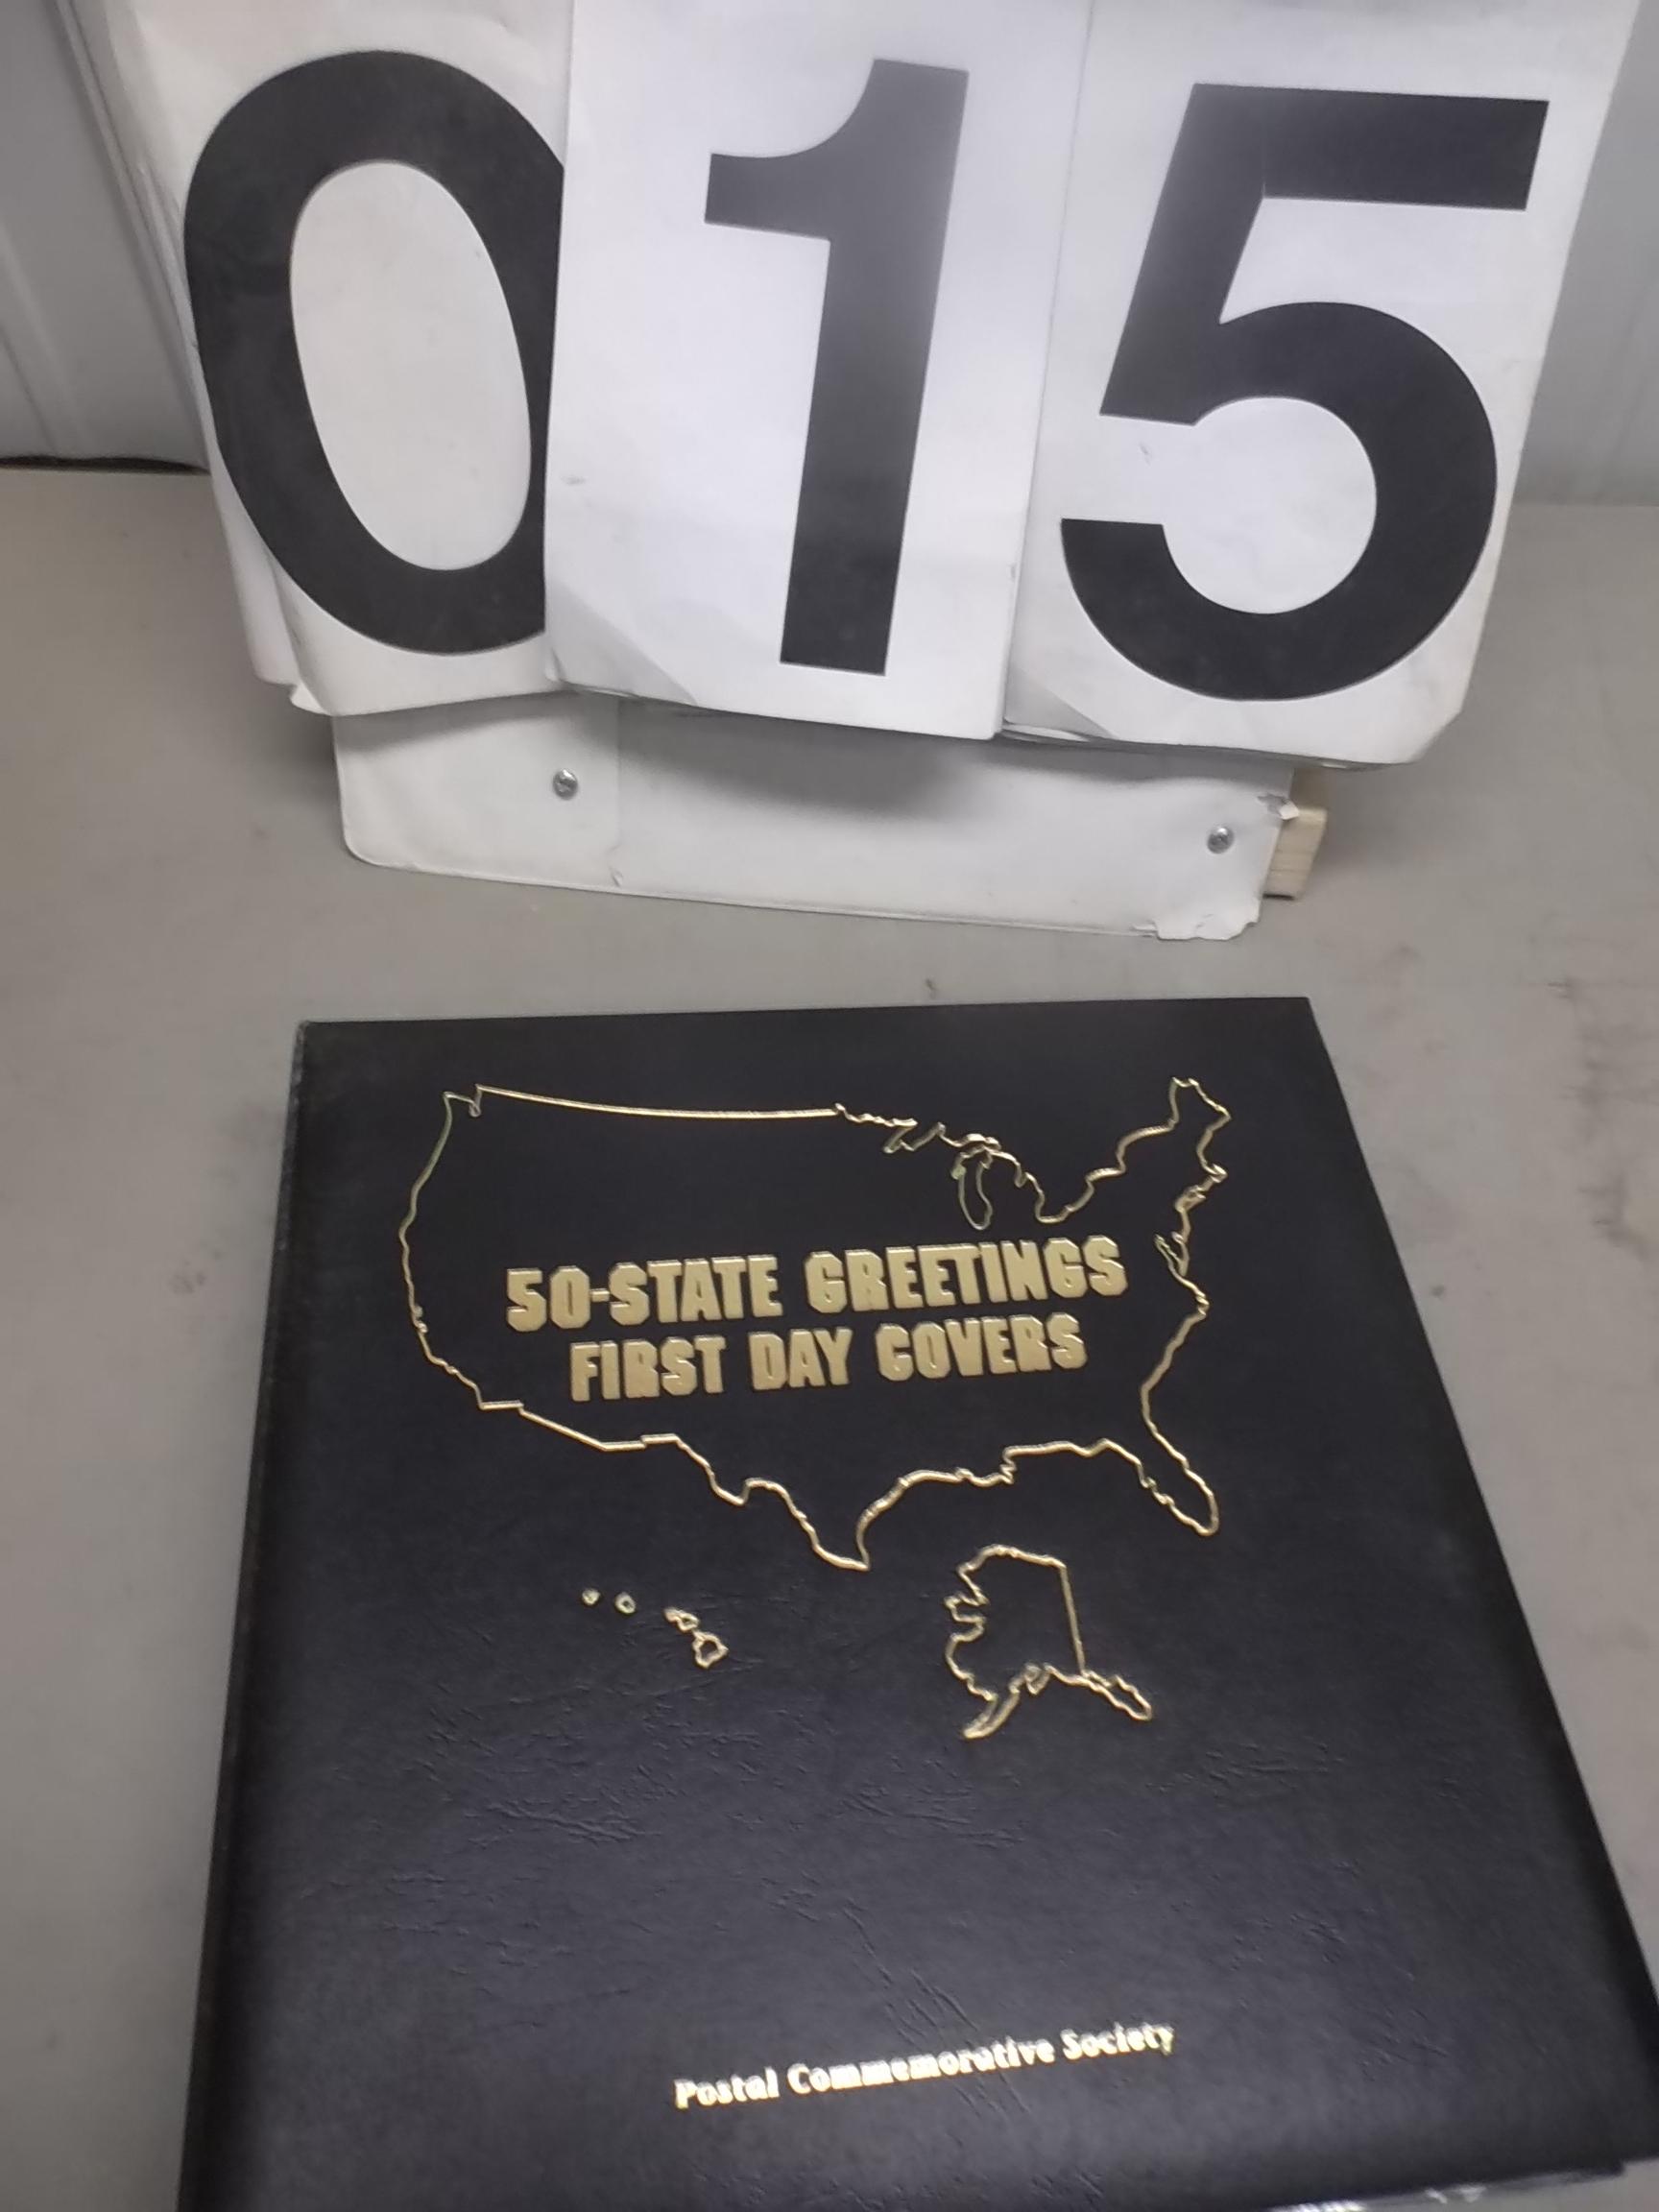 015
50-STATE GREETINGS
FIRST DAY COVERS
Postal Commemorative Society